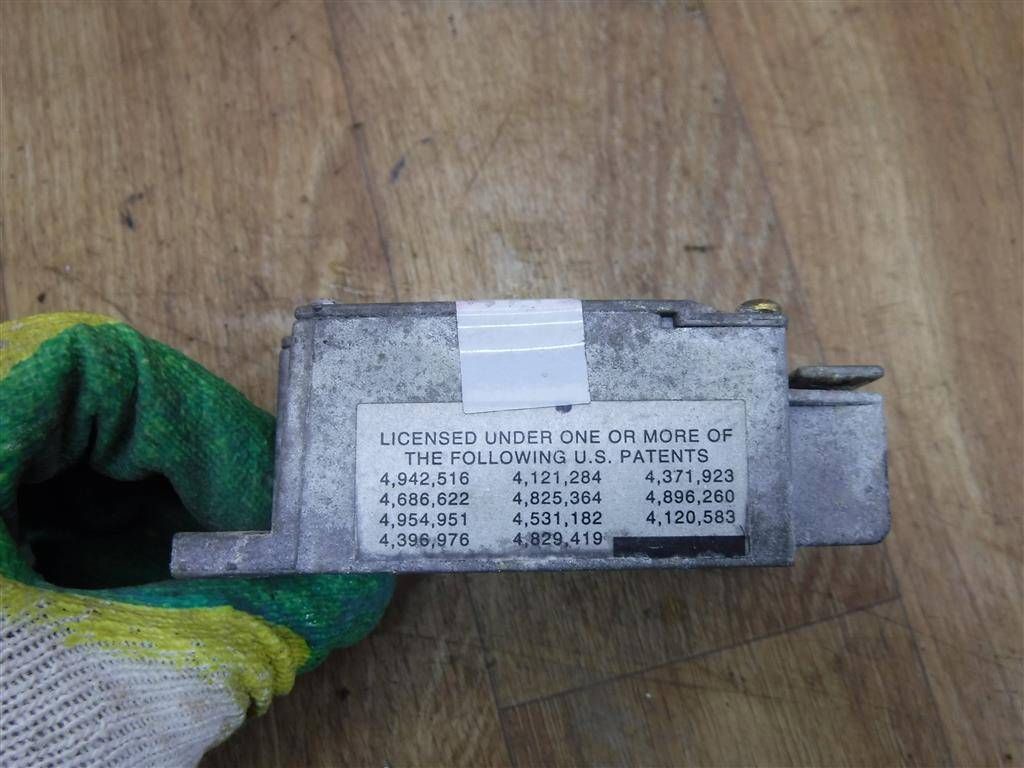 LICENSED UNDER ONE OR MORE OF
THE FOLLOWING U.S. PATENTS
4,942,516 4,121,284 4,371,923
4,686,622 4,825,364 4,896,260
4,954,951 4,531,182 4,120,583
4,396,976 4,829,419